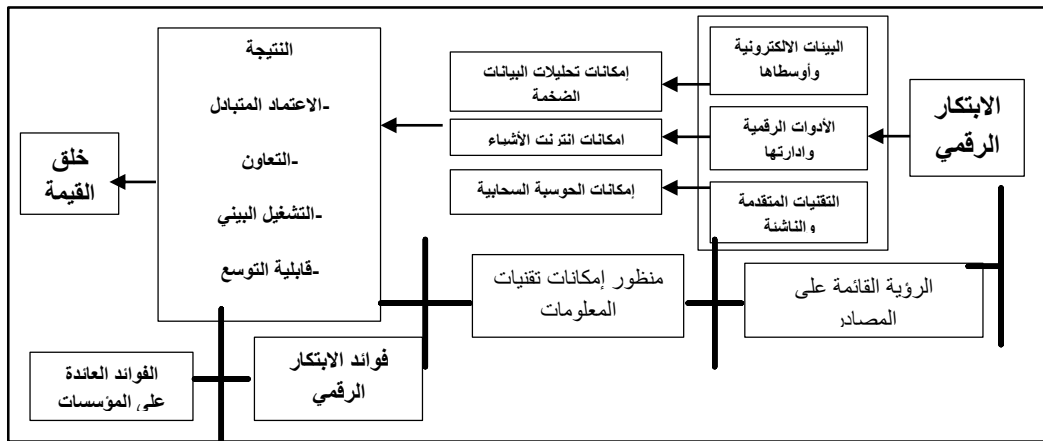 الابتكار
الرقمي
البيئات الالكترونية
وأوسطاها
الأدوات الرقمية
وادارتها
التقنيات المتقدمة
والناشئة
إمكانات تحليلات البيانات
الضخمة
امكانات انترنت الأشياء
إمكانات الحوسبة السحابية
النتيجة
-الاعتماد المتبادل
-التعاون
-التشغيل البيني
-قابلية التوسع
خلق
القيمة
الرؤية القائمة على
المصادر
منظور إمكانات تقنيات
المعلومات
فوائد الابتكار
الرقمي
الفوائد العائدة
على المؤسسات